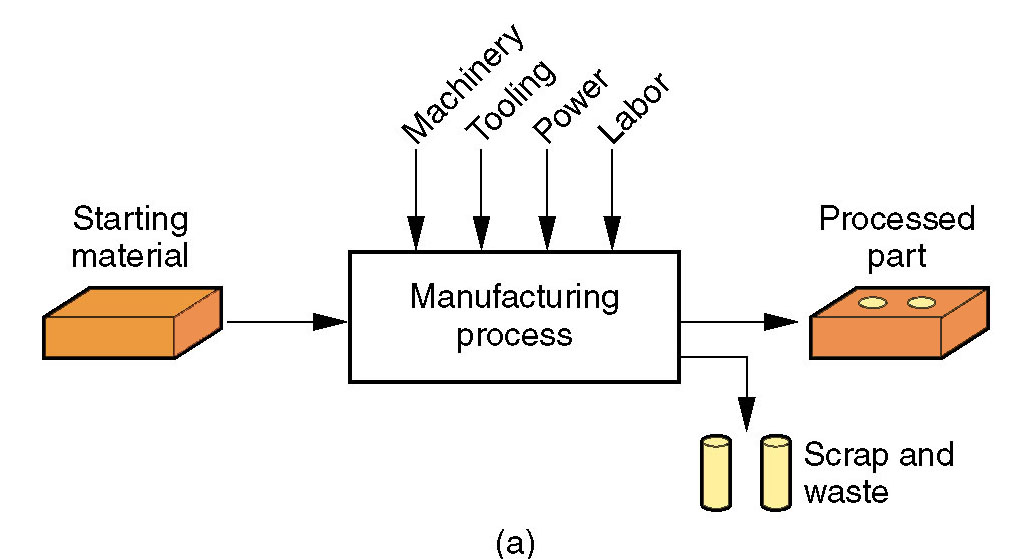 Machinery
Tooling
Power
Labor
Starting
material
Manufacturing
process
Processed
part
Scrap and
waste
(a)